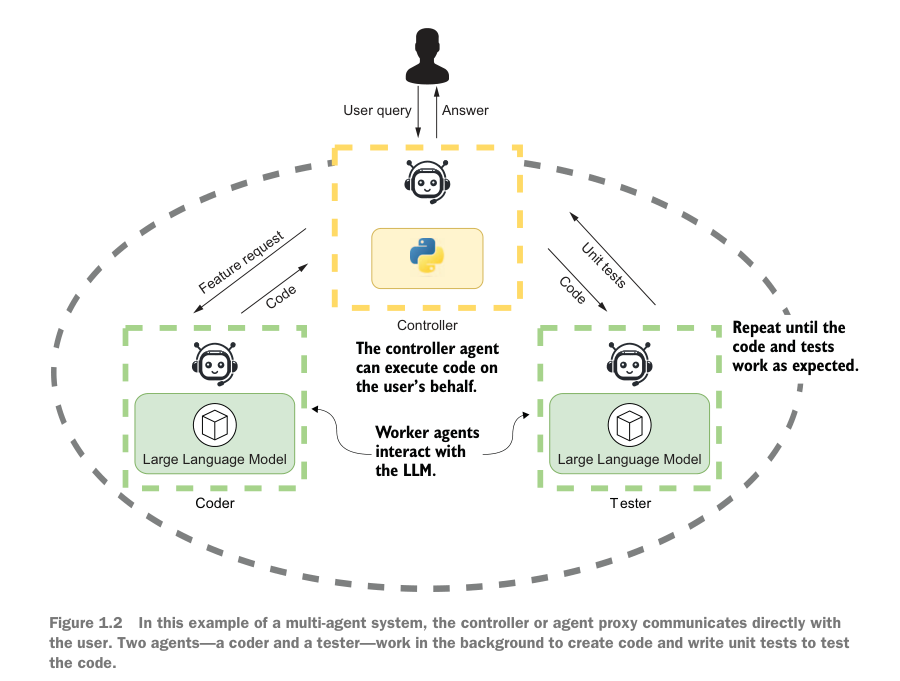 User query
Answer
Feature request
Code
Code
Unit tests
Controller
The controller agent
can execute code on
the user's behalf.
Repeat until the
code and tests
work as expected.
Worker agents
interact with
the LLM.
Large Language Model
Large Language Model
Coder
Tester
Figure 1.2 In this example of a multi-agent system, the controller or agent proxy communicates directly with
the user. Two agents—a coder and a tester—work in the background to create code and write unit tests to test
the code.